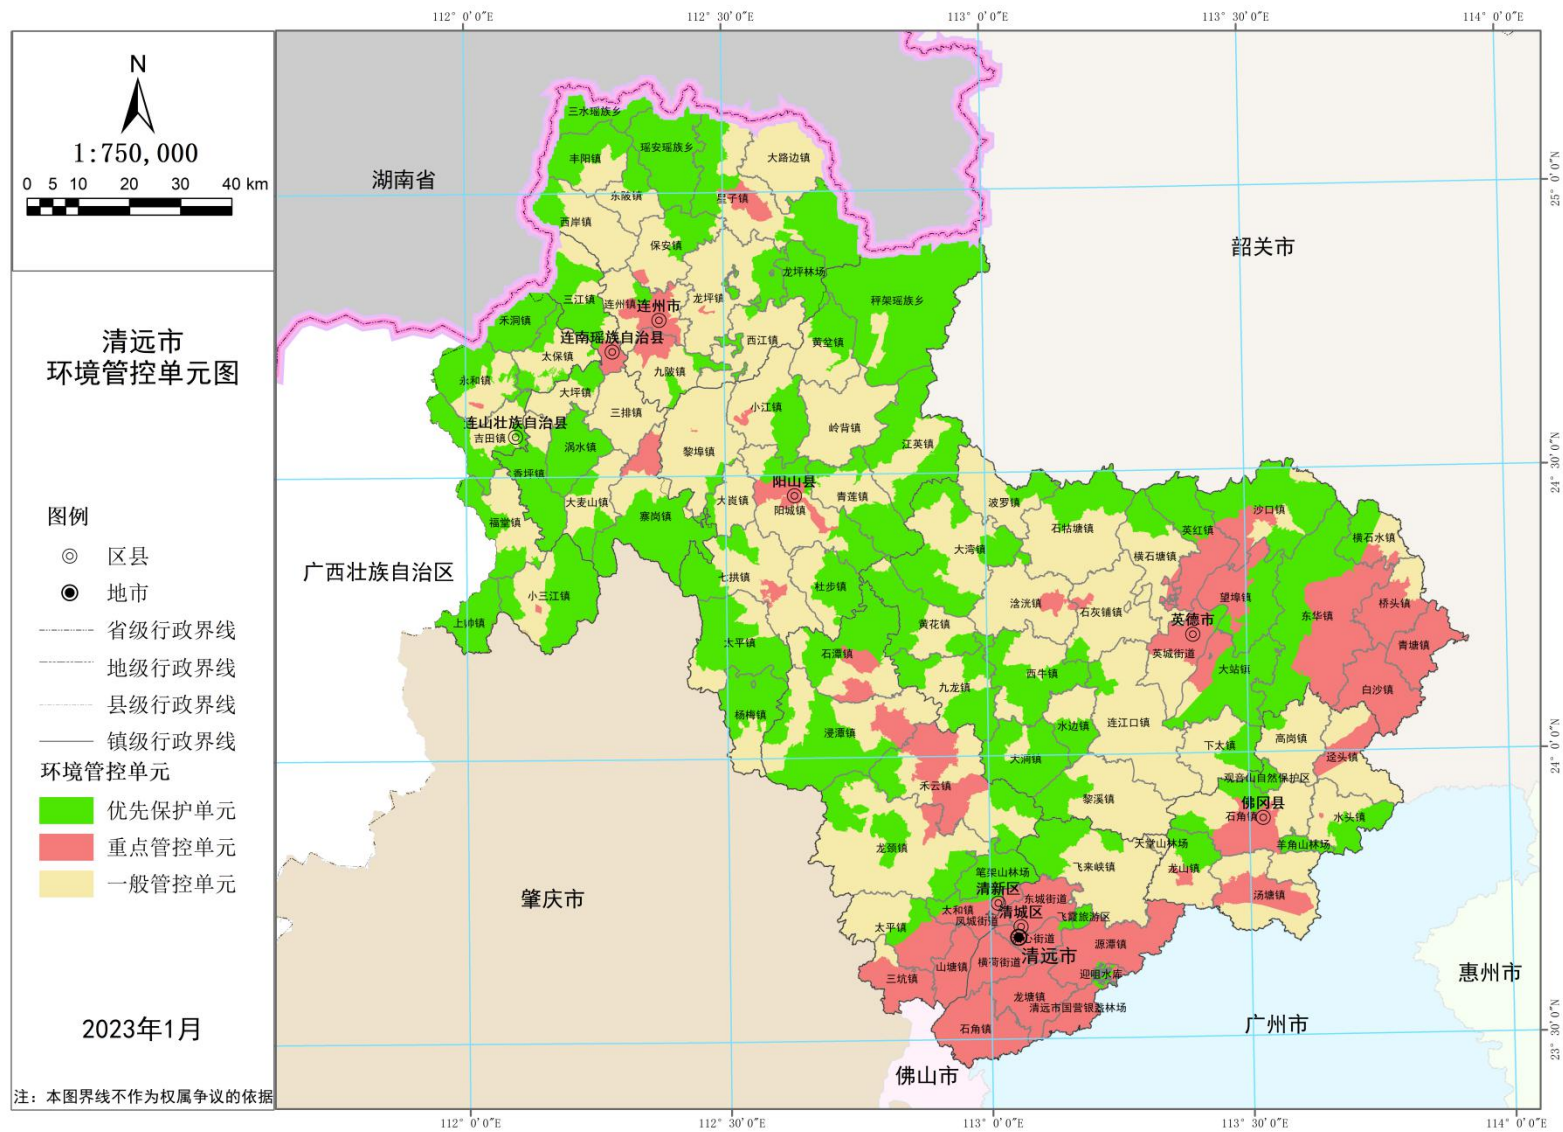 112° 0′0″E
112° 30′0″E
113° 0′0″E
113° 30′0″E
114° 0′0″E
N
1:750,000
0 5 10 20 30 40 km
清远市
环境管控单元图
图例
区县
地市
省级行政界线
地级行政界线
县级行政界线
镇级行政界线
环境管控单元
优先保护单元
重点管控单元
一般管控单元
2023年1月
注：本图界线不作为权属争议的依据
湖南省
韶关市
广西壮族自治区
肇庆市
佛山市
广州市
惠州市
25° 0′0″N
24° 30′0″N
24° 0′0″N
23° 30′0″N
三水瑶族乡
瑶安瑶族乡
丰阳镇
大路边镇
东陂镇
星子镇
西岸镇
保安镇
龙坪林场
三江镇
连州镇
连州市
龙坪镇
秤架瑶族乡
禾洞镇
连南瑶族自治县
西江镇
黄坌镇
太保镇
九陂镇
永和镇
大坪镇
三排镇
小江镇
岭背镇
连山壮族自治县
吉田镇
涡水镇
黎埠镇
江英镇
香坪镇
阳山县
大麦山镇
大崀镇
阳城镇
青莲镇
波罗镇
福堂镇
寨岗镇
石牯塘镇
英红镇
沙口镇
横石水镇
大湾镇
横石塘镇
七拱镇
杜步镇
小三江镇
浛洸镇
石灰铺镇
望埠镇
东华镇
桥头镇
上帅镇
太平镇
黄花镇
英德市
青塘镇
石潭镇
英城街道
大站镇
西牛镇
九龙镇
白沙镇
杨梅镇
浸潭镇
水边镇
连江口镇
下太镇
高岗镇
大洞镇
迳头镇
禾云镇
黎溪镇
观音山自然保护区
佛冈县
石角镇
水头镇
龙颈镇
天堂山林场
羊角山林场
笔架山林场
飞来峡镇
龙山镇
清新区
东城街道
汤塘镇
太和镇
凤城街道
清城区
飞霞旅游区
太平镇
心街道
源潭镇
清远市
山塘镇
横荷街道
三坑镇
迎咀水库
龙塘镇
清远市国营银盏林场
石角镇
112° 0′0″E
112° 30′0″E
113° 0′0″E
113° 30′0″E
114° 0′0″E